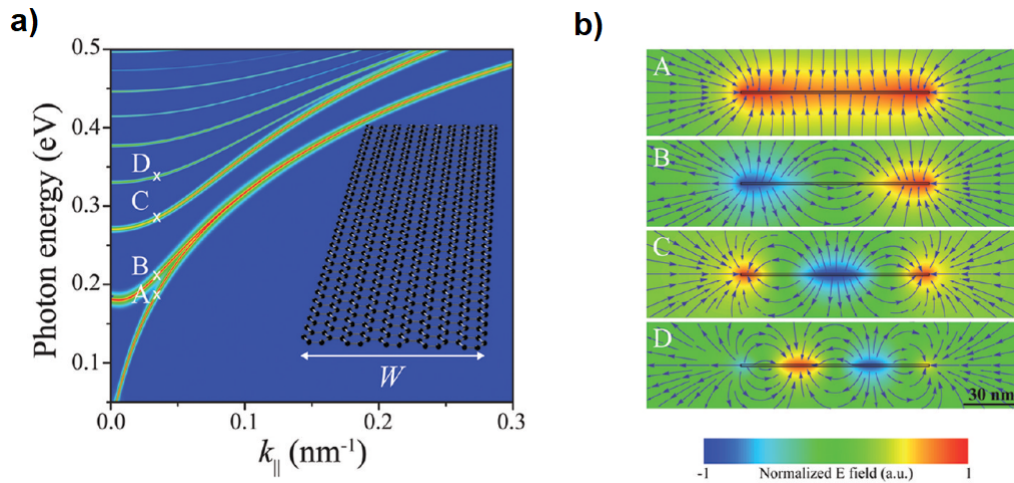 a)
b)
Photon energy (eV)
0.5
0.4
0.3
0.2
0.1
D
C
B
A
W
0.0
0.1
0.2
0.3
k|| (nm-1)
A
B
C
D
30 nm
-1
Normalized E field (a.u.)
1